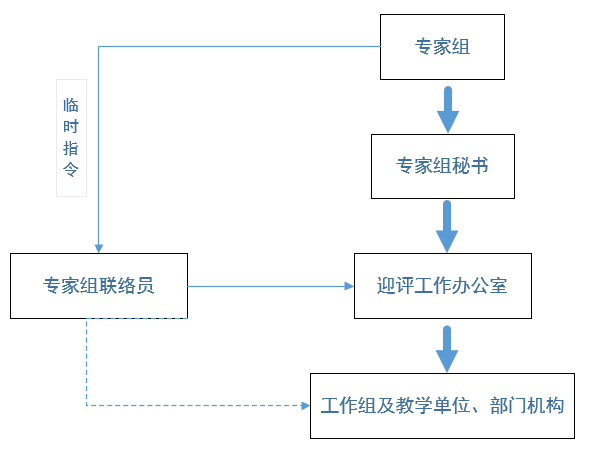 专家组
临时指令
专家组秘书
专家组联络员
迎评工作办公室
工作组及教学单位、部门机构